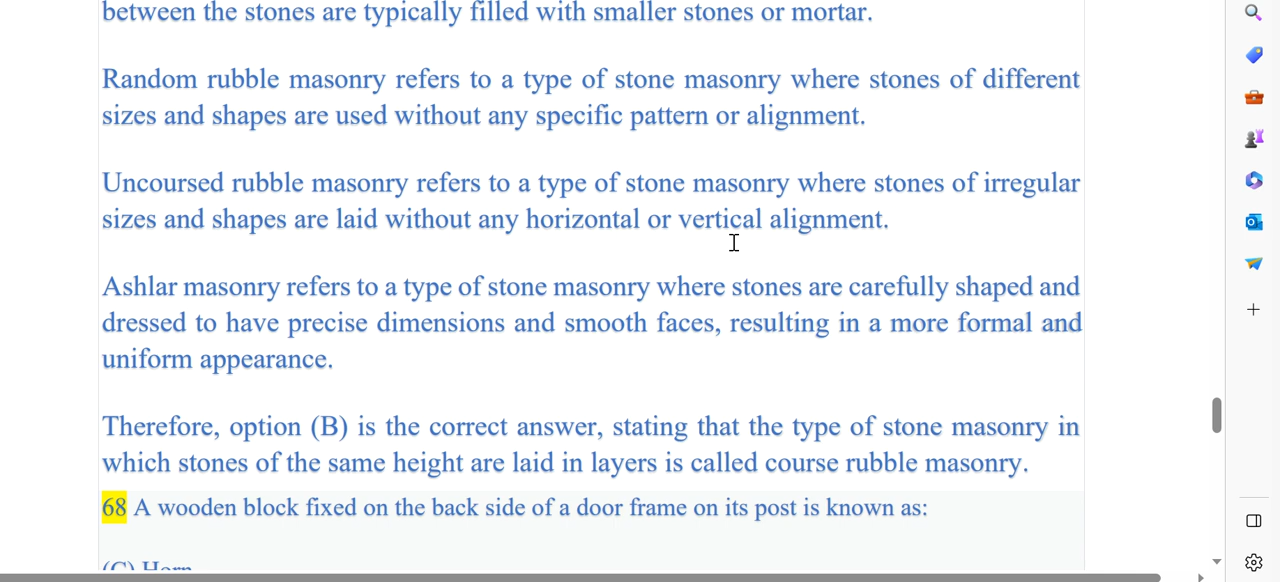 between the stones are typically filled with smaller stones or mortar.
Random rubble masonry refers to a type of stone masonry where stones of different
sizes and shapes are used without any specific pattern or alignment.
Uncoursed rubble masonry refers to a type of stone masonry where stones of irregular
sizes and shapes are laid without any horizontal or vertical alignment.
Ashlar masonry refers to a type of stone masonry where stones are carefully shaped and
dressed to have precise dimensions and smooth faces, resulting in a more formal and
uniform appearance.
Therefore, option (B) is the correct answer, stating that the type of stone masonry in
which stones of the same height are laid in layers is called course rubble masonry.
68 A wooden block fixed on the back side of a door frame on its post is known as:
(C) Horn